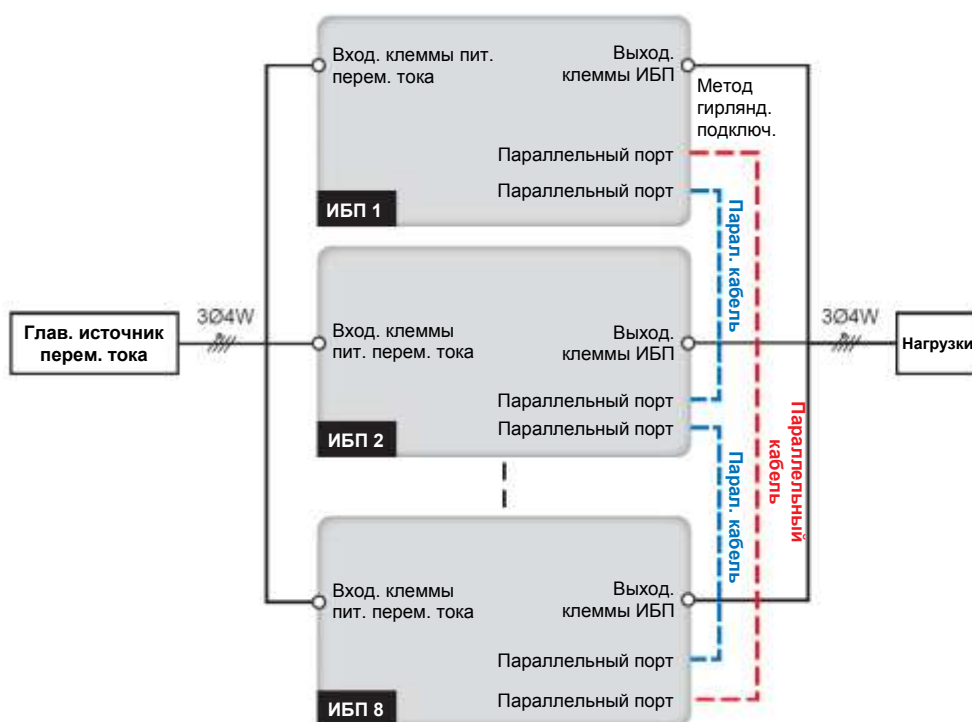 Вход. клеммы пит.
перем. тока
Выход.
клеммы ИБП
Метод
гирлянд.
подключ.
Параллельный порт
Параллельный порт
ИБП 1
Парал. кабель
Глав. источник
перем. тока
3Ø4W
Вход. клеммы
пит. перем. тока
Выход.
клеммы ИБП
3Ø4W
Нагрузки
Параллельный порт
Параллельный порт
ИБП 2
Параллельный
кабель
Парал. кабель
Вход. клеммы
пит. перем. тока
Выход.
клеммы ИБП
Параллельный порт
Параллельный порт
ИБП 8